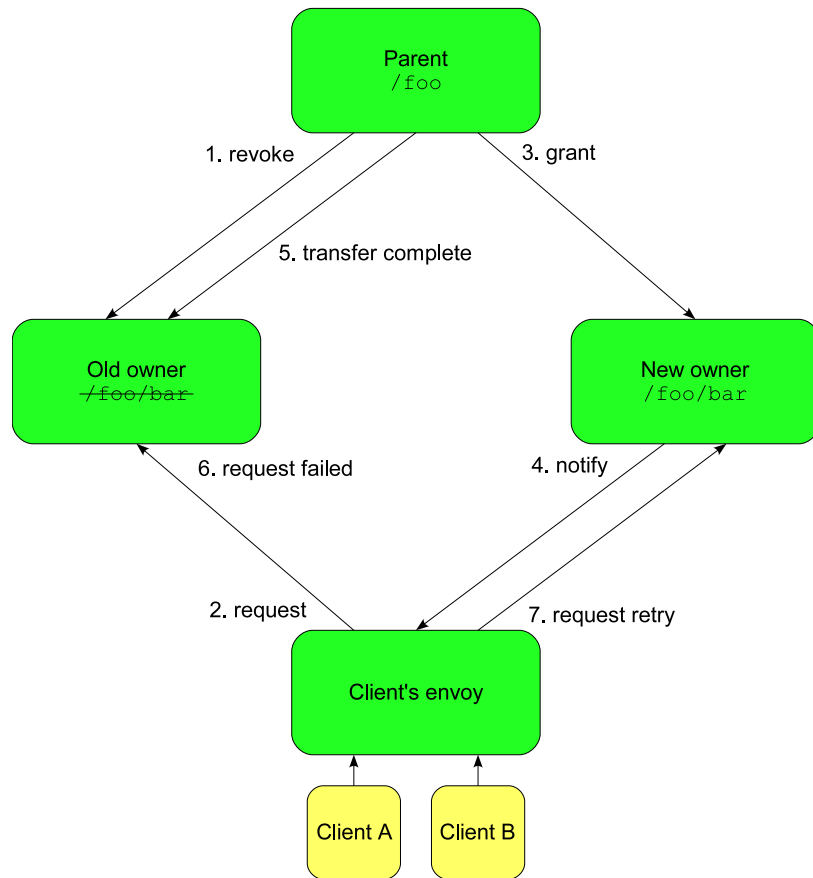 Parent
/foo
1. revoke
3. grant
5. transfer complete
Old owner
/foo/bar
New owner
/foo/bar
6. request failed
4. notify
2. request
7. request retry
Client's envoy
Client A
Client B